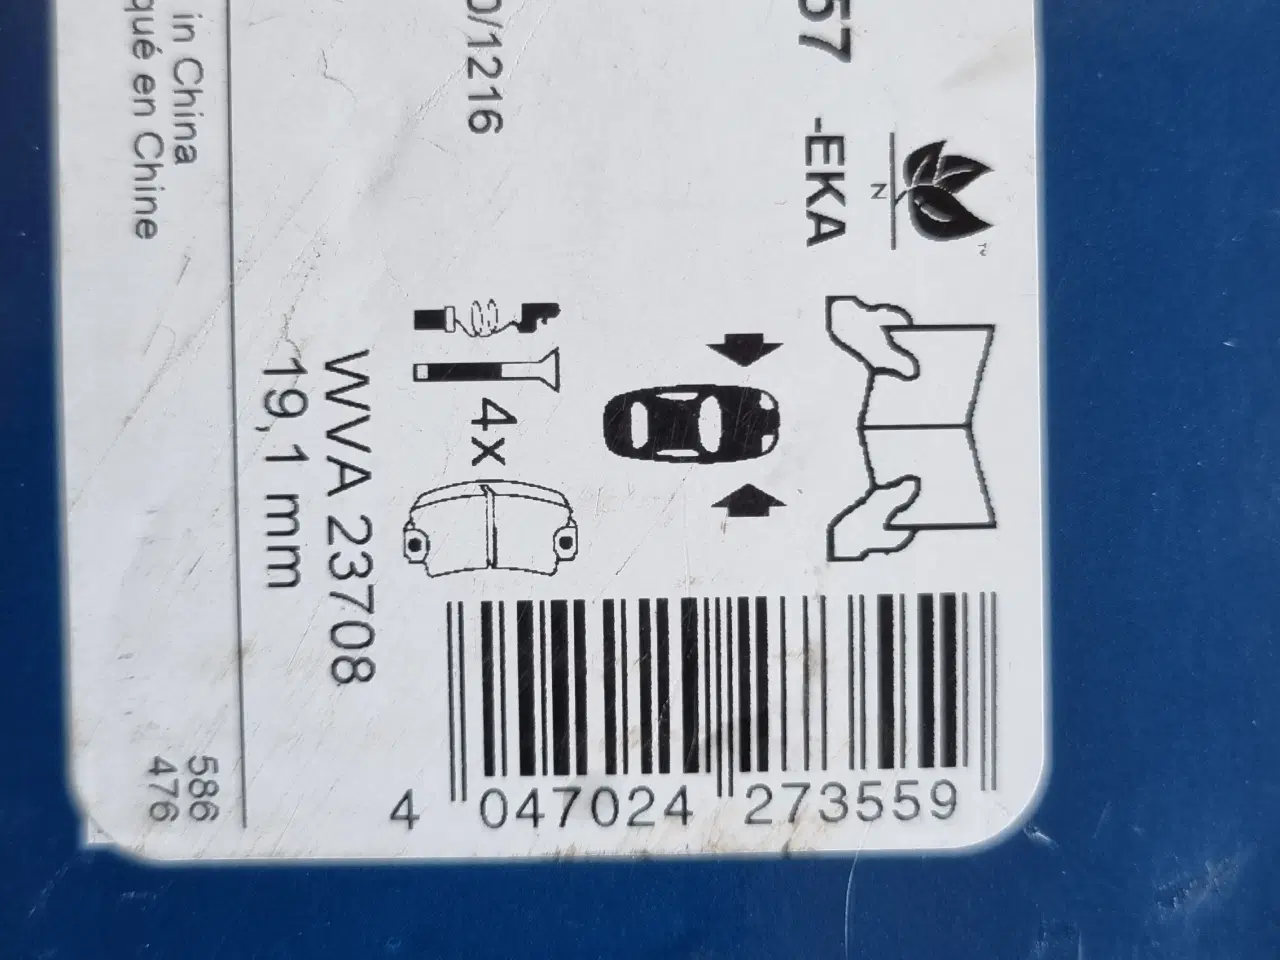 57 -EKA
N
™
0/1216
4x
WVA 23708
19,1 mm
in China
qué en Chine
586
476
4 047024 273559